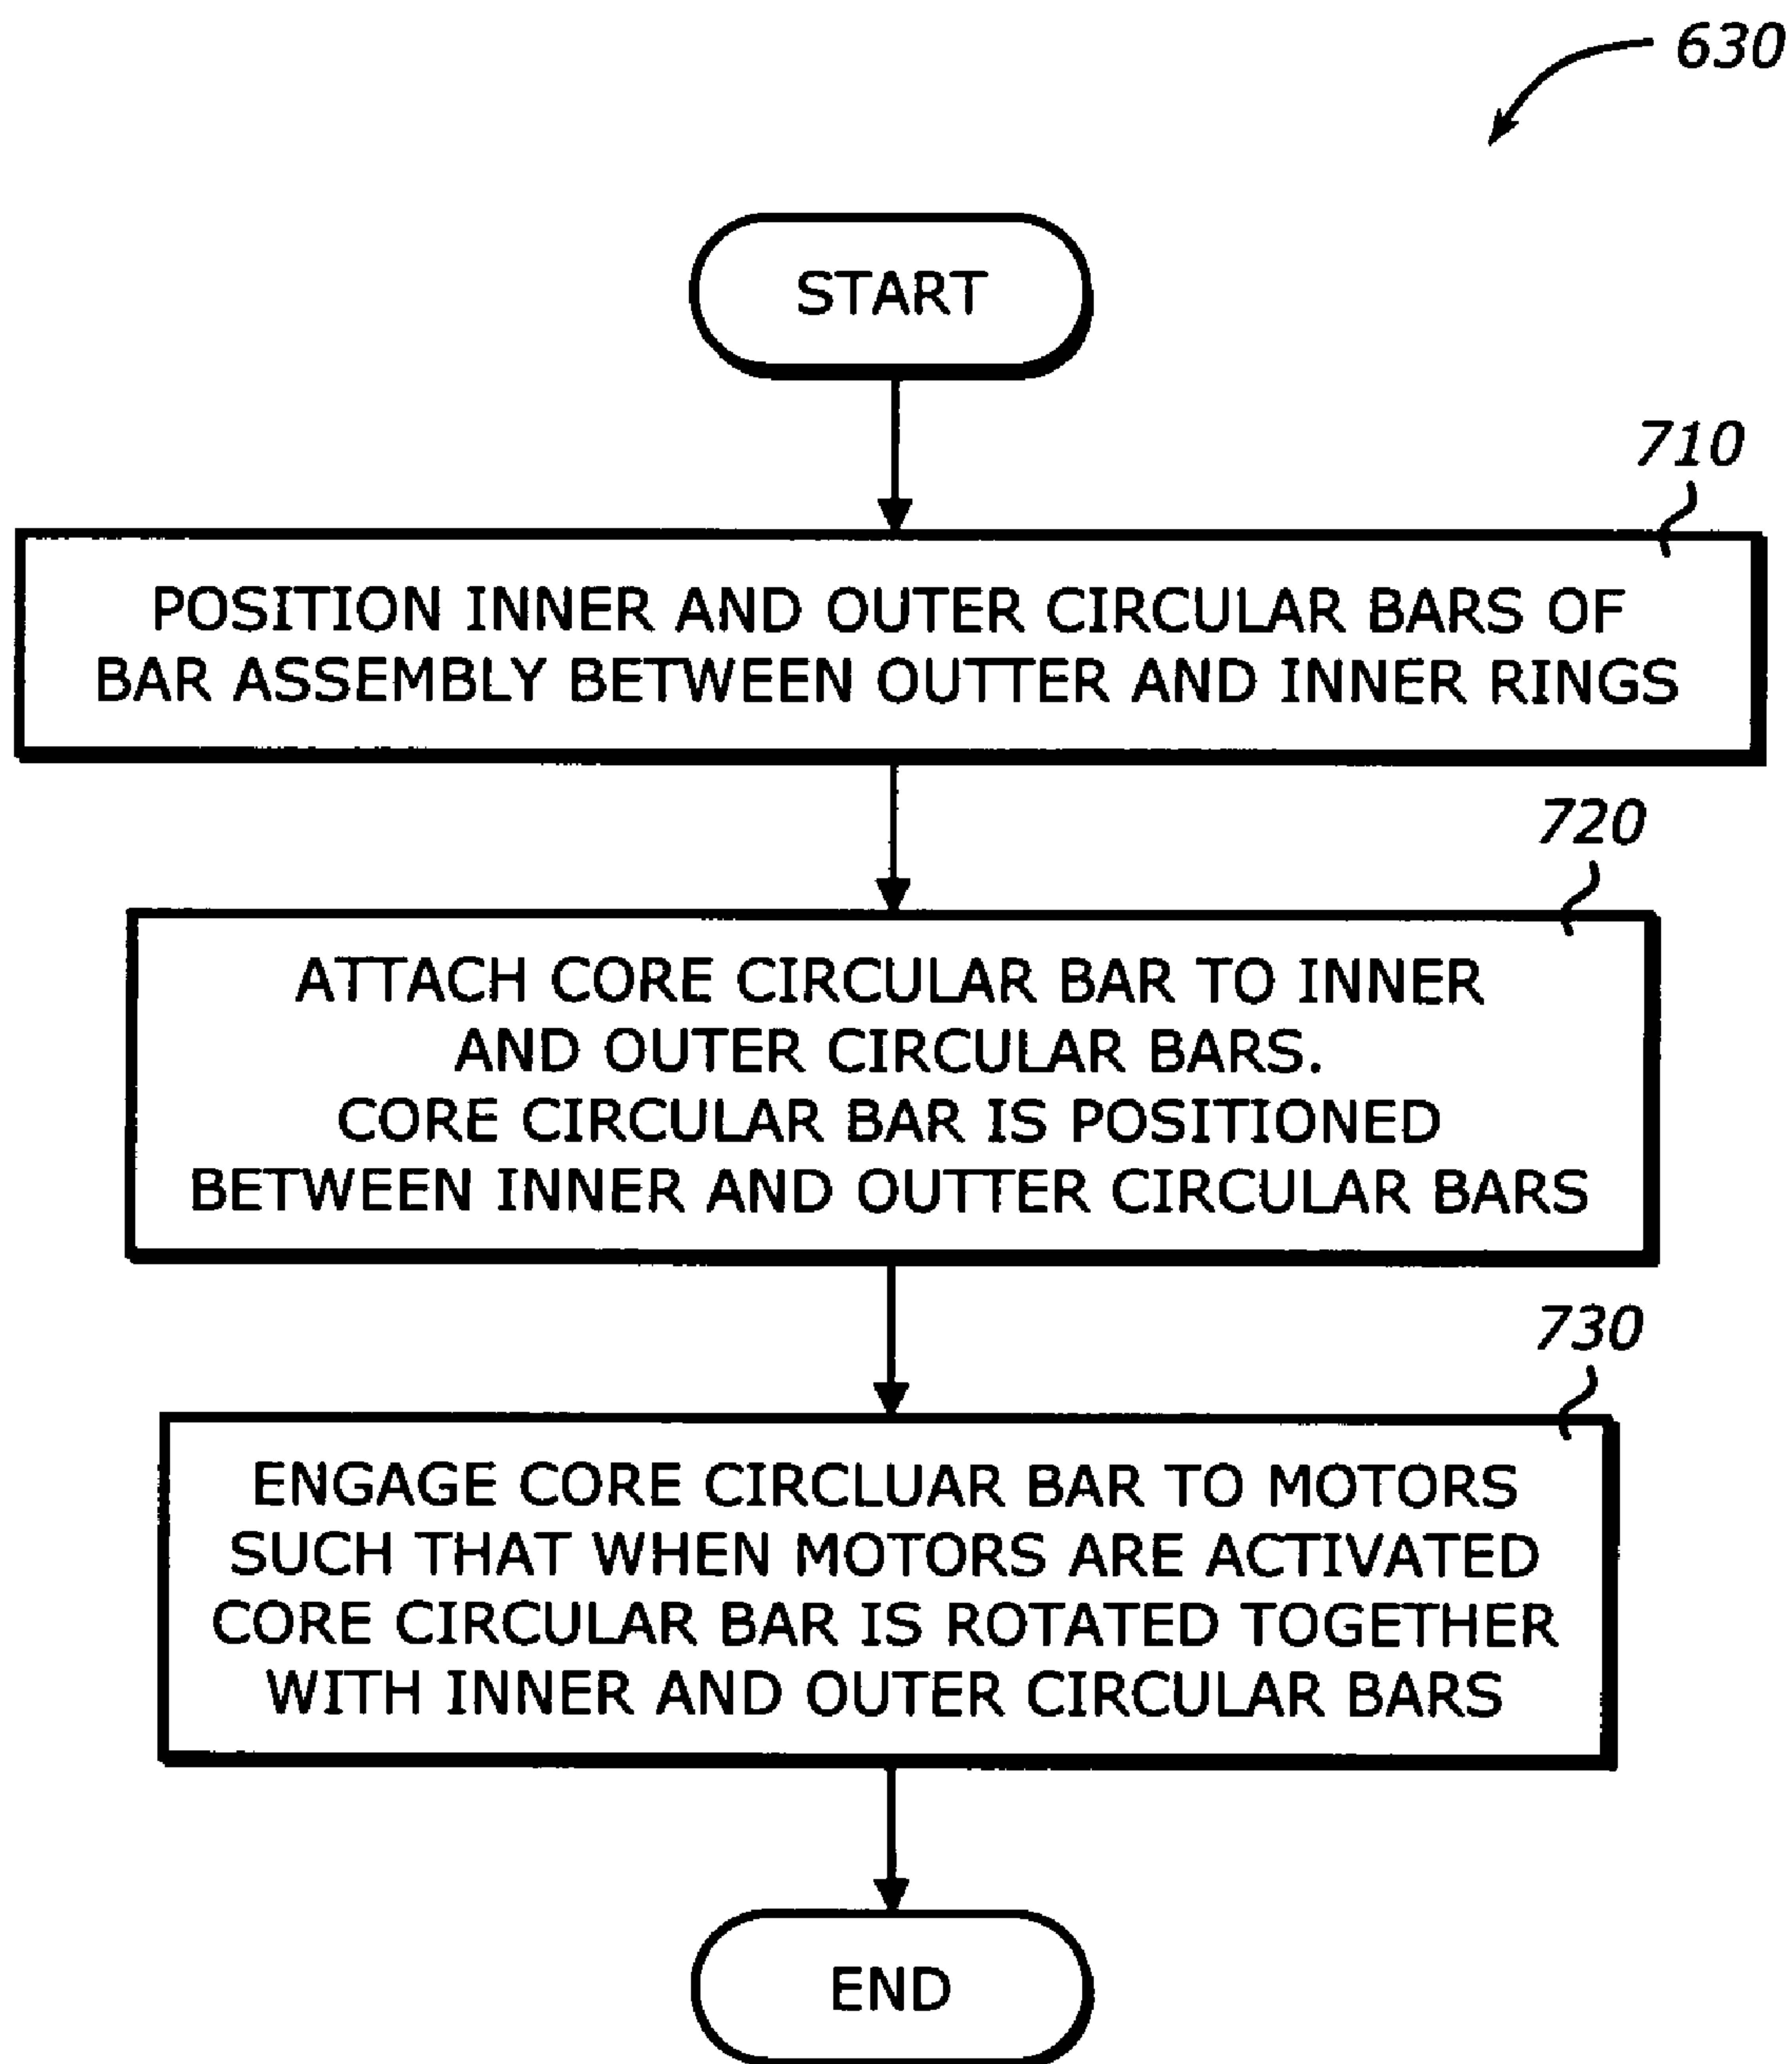 630
START
710
POSITION INNER AND OUTER CIRCULAR BARS OF
BAR ASSEMBLY BETWEEN OUTTER AND INNER RINGS
720
ATTACH CORE CIRCULAR BAR TO INNER
AND OUTER CIRCULAR BARS.
CORE CIRCULAR BAR IS POSITIONED
BETWEEN INNER AND OUTTER CIRCULAR BARS
730
ENGAGE CORE CIRCLUAR BAR TO MOTORS
SUCH THAT WHEN MOTORS ARE ACTIVATED
CORE CIRCULAR BAR IS ROTATED TOGETHER
WITH INNER AND OUTER CIRCULAR BARS
END